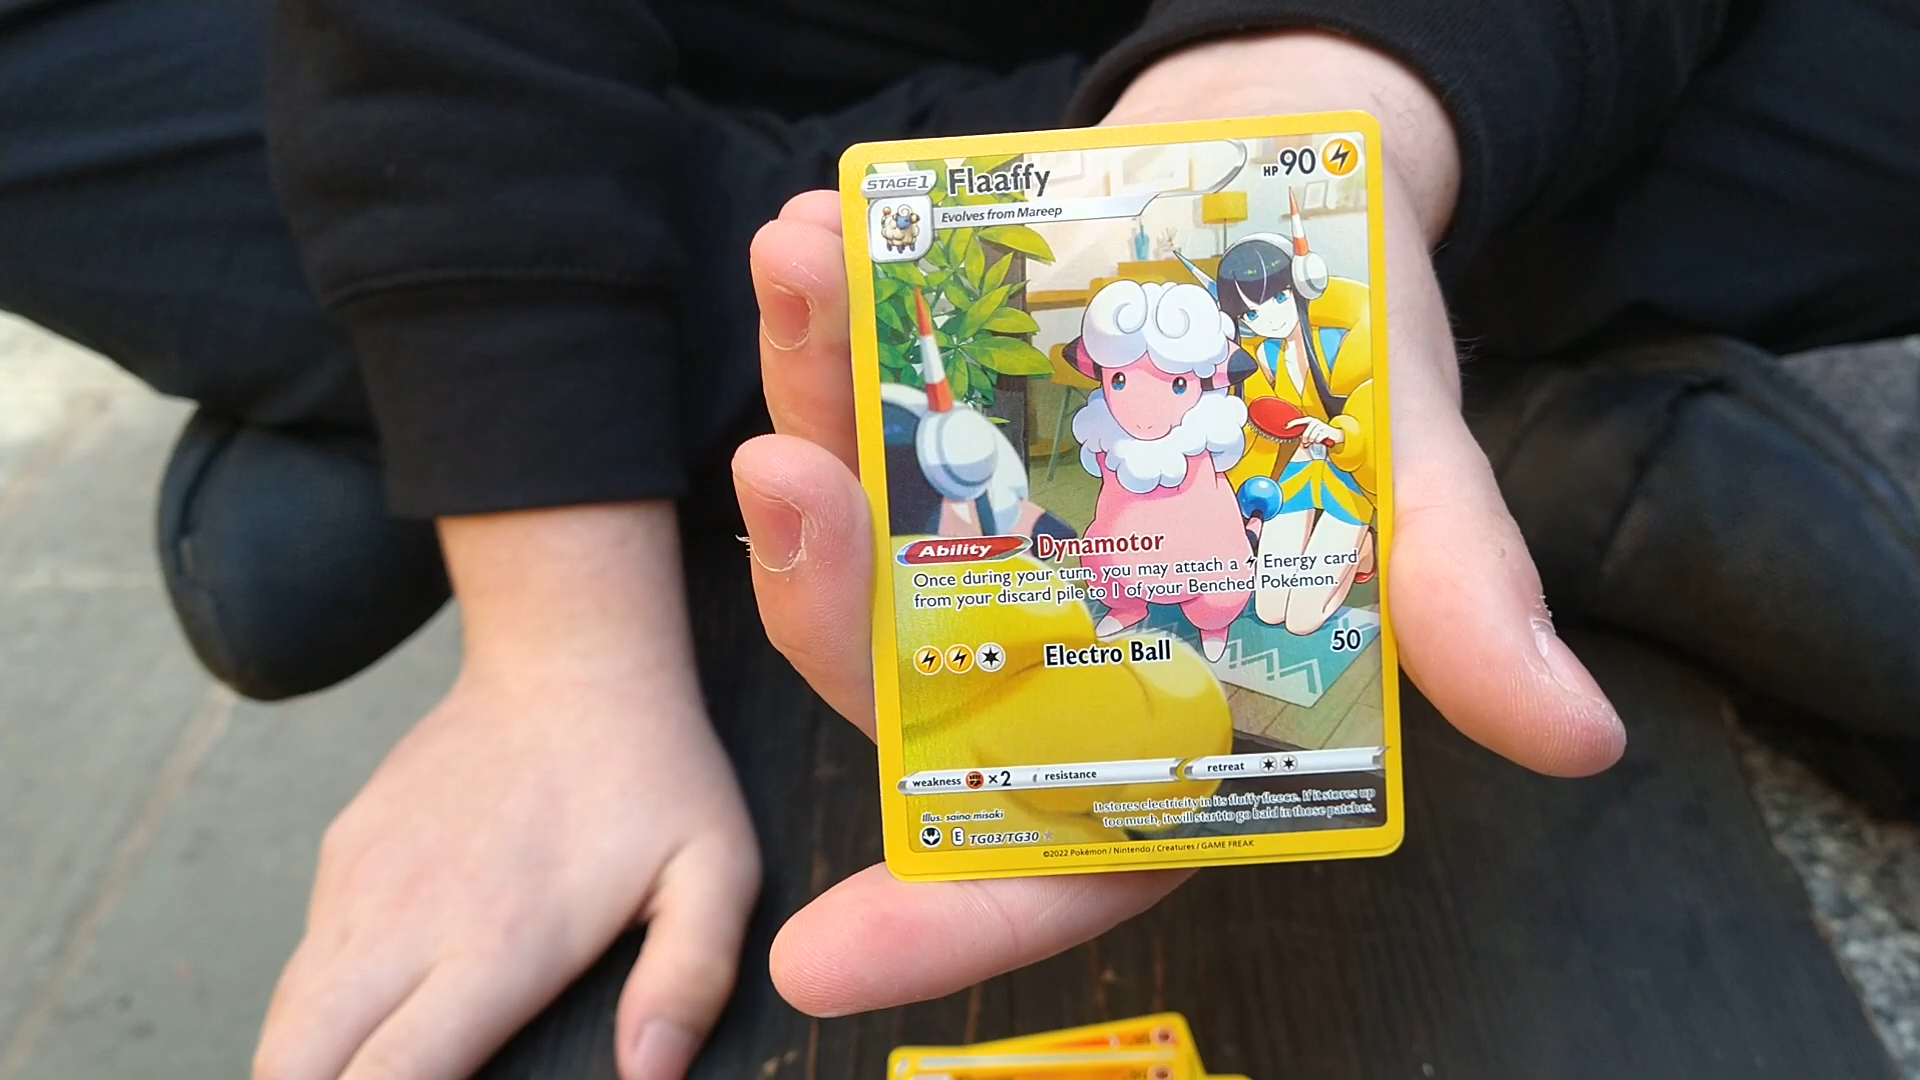 STAGE1 Flaaffy HP 90
Evolves from Mareep
Ability Dynamotor
Once during your turn, you may attach a Energy card
from your discard pile to 1 of your Benched Pokémon.
Electro Ball 50
weakness ×2 resistance retreat
It stores electricity in its fluffy fleece. If it stores up
too much, it will start to go bald in those patches.
Illus. saino misaki
E TG03/TG30
©2022 Pokémon / Nintendo / Creatures / GAME FREAK